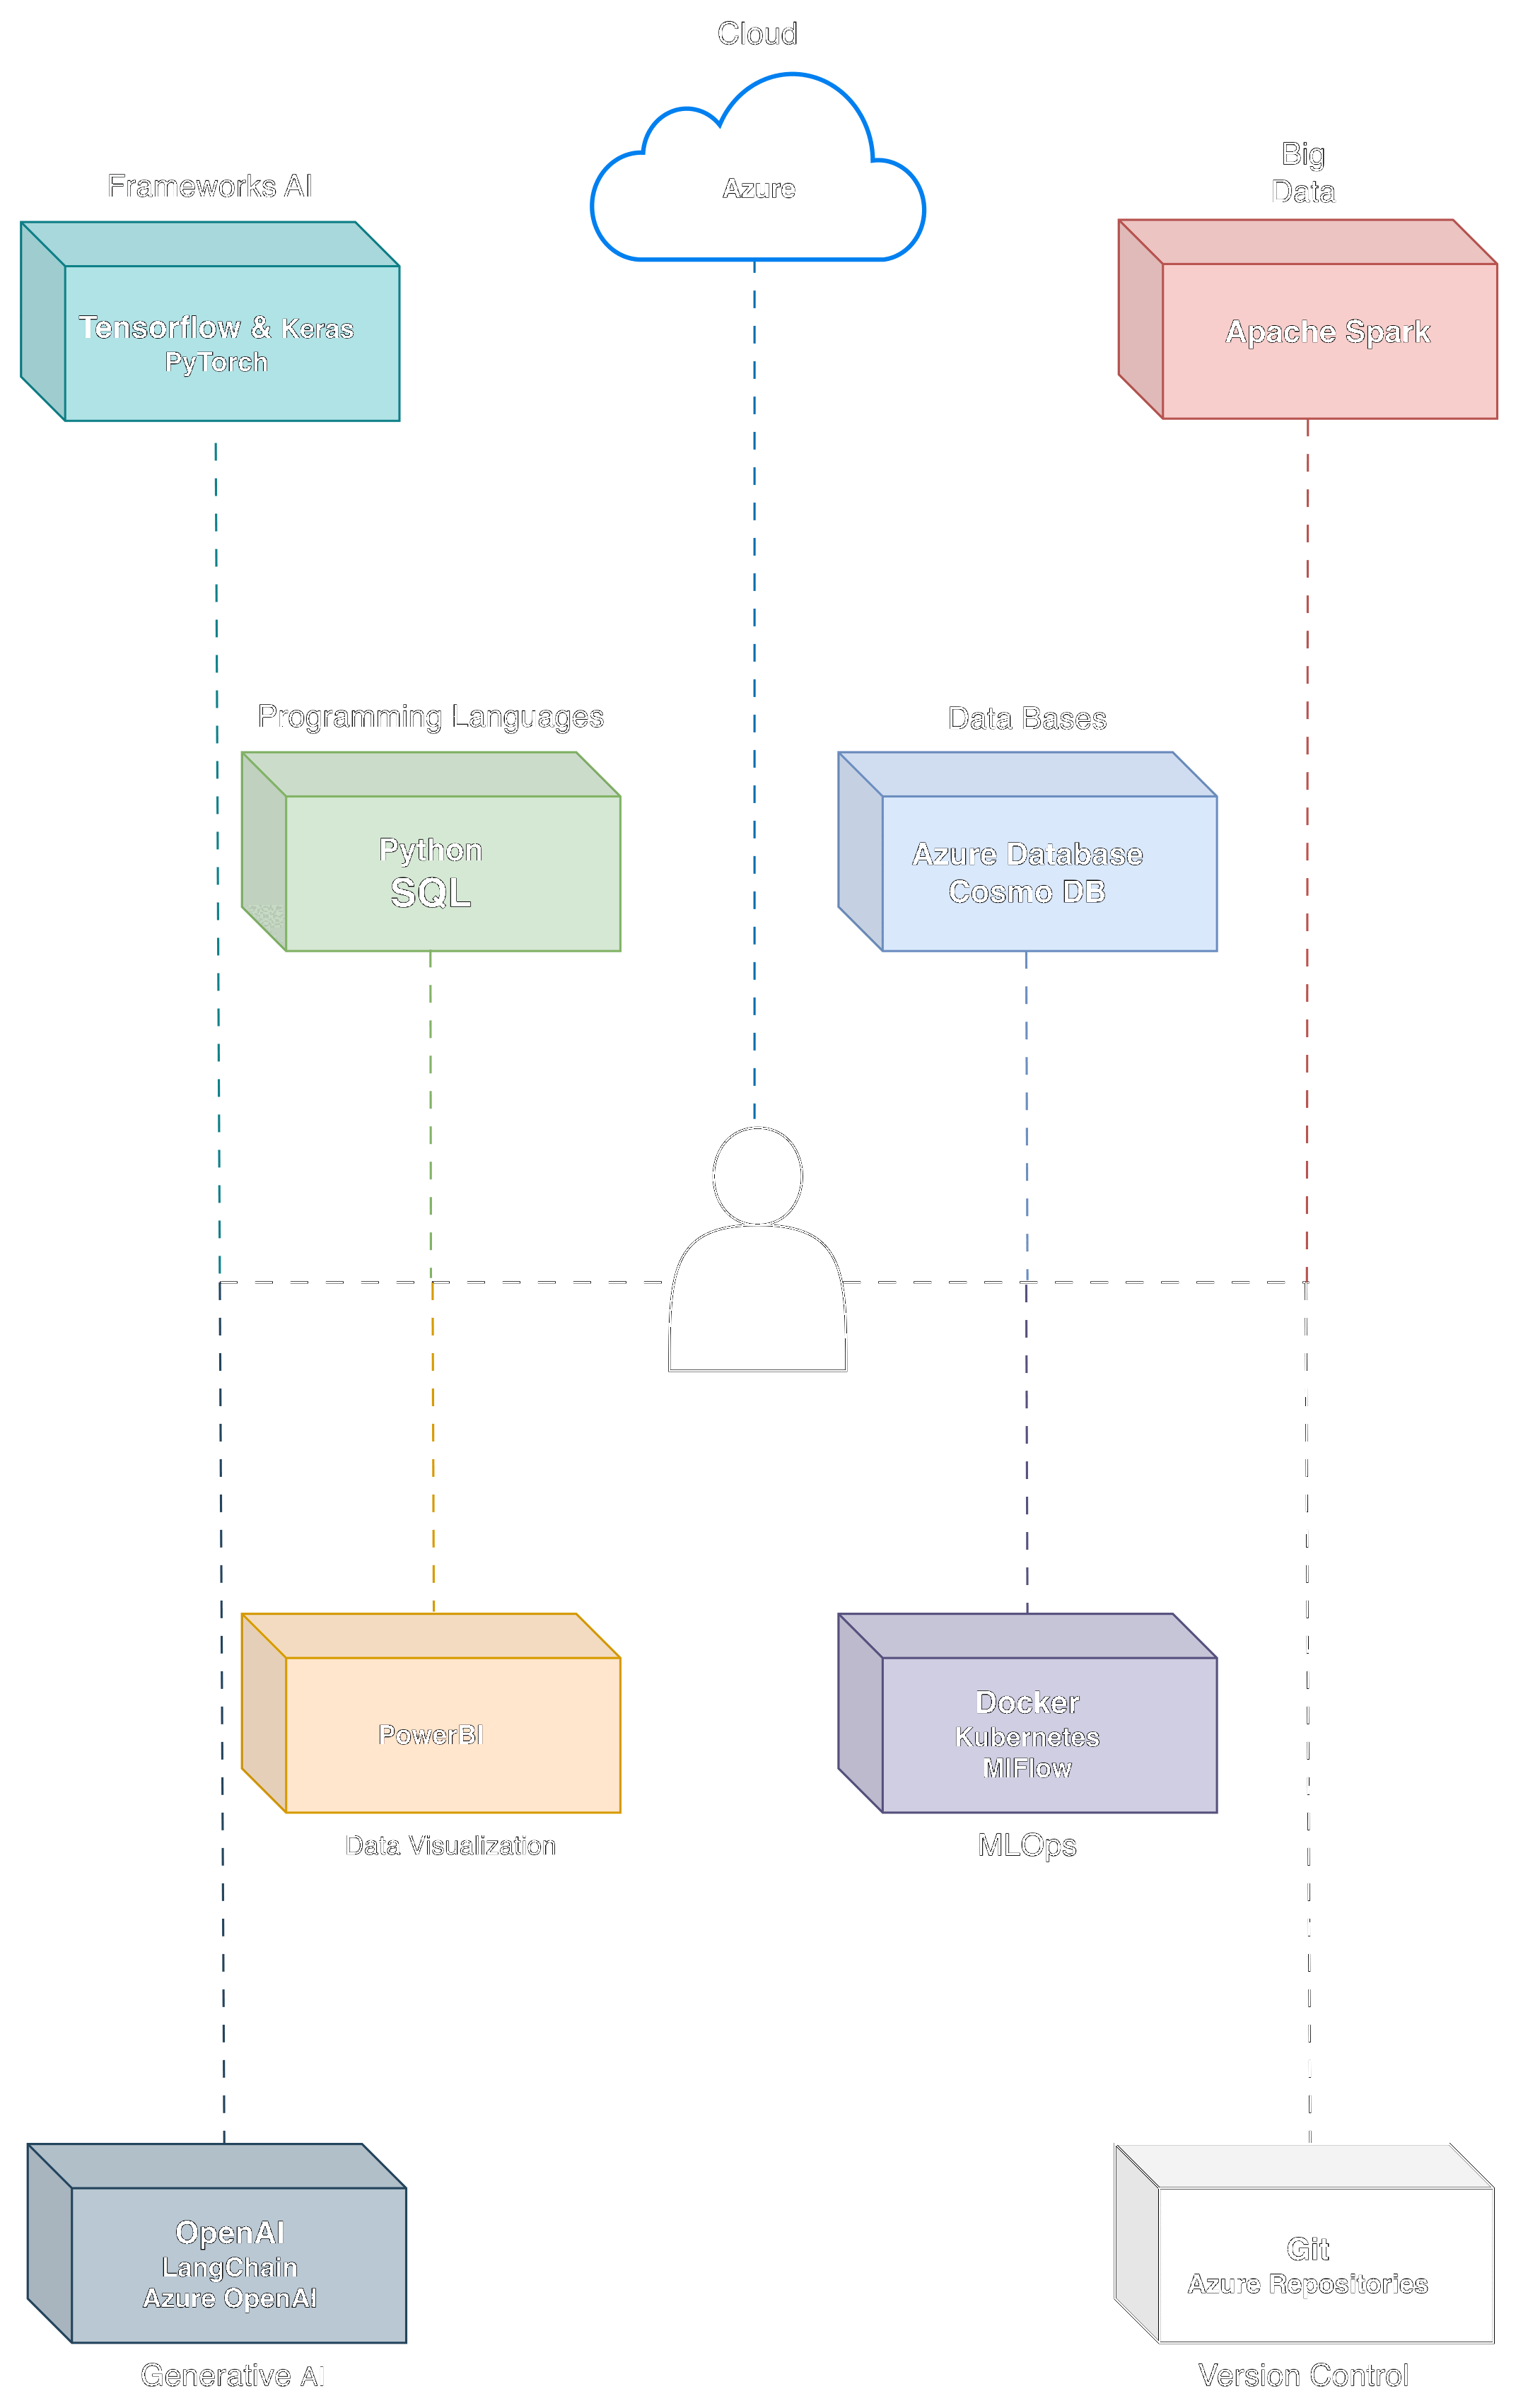 Cloud
Azure
Frameworks AI
Tensorflow & Keras
PyTorch
Big
Data
Apache Spark
Programming Languages
Python
SQL
Data Bases
Azure Database
Cosmo DB
PowerBI
Data Visualization
Docker
Kubernetes
MlFlow
MLOps
OpenAI
LangChain
Azure OpenAI
Generative AI
Git
Azure Repositories
Version Control